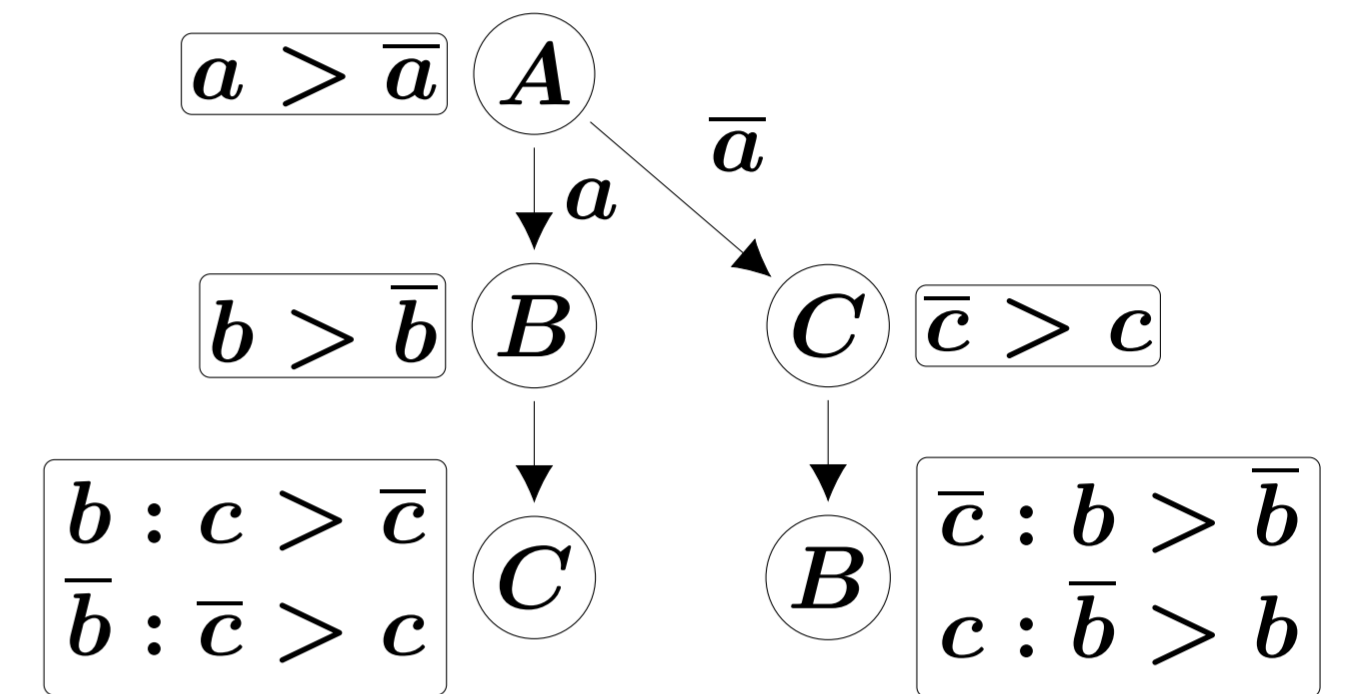 a > a̅ A
a̅
a
b > b̅ B C c̅ > c
b : c > c̅
b̅ : c̅ > c
C B
c̅ : b > b̅
c : b̅ > b